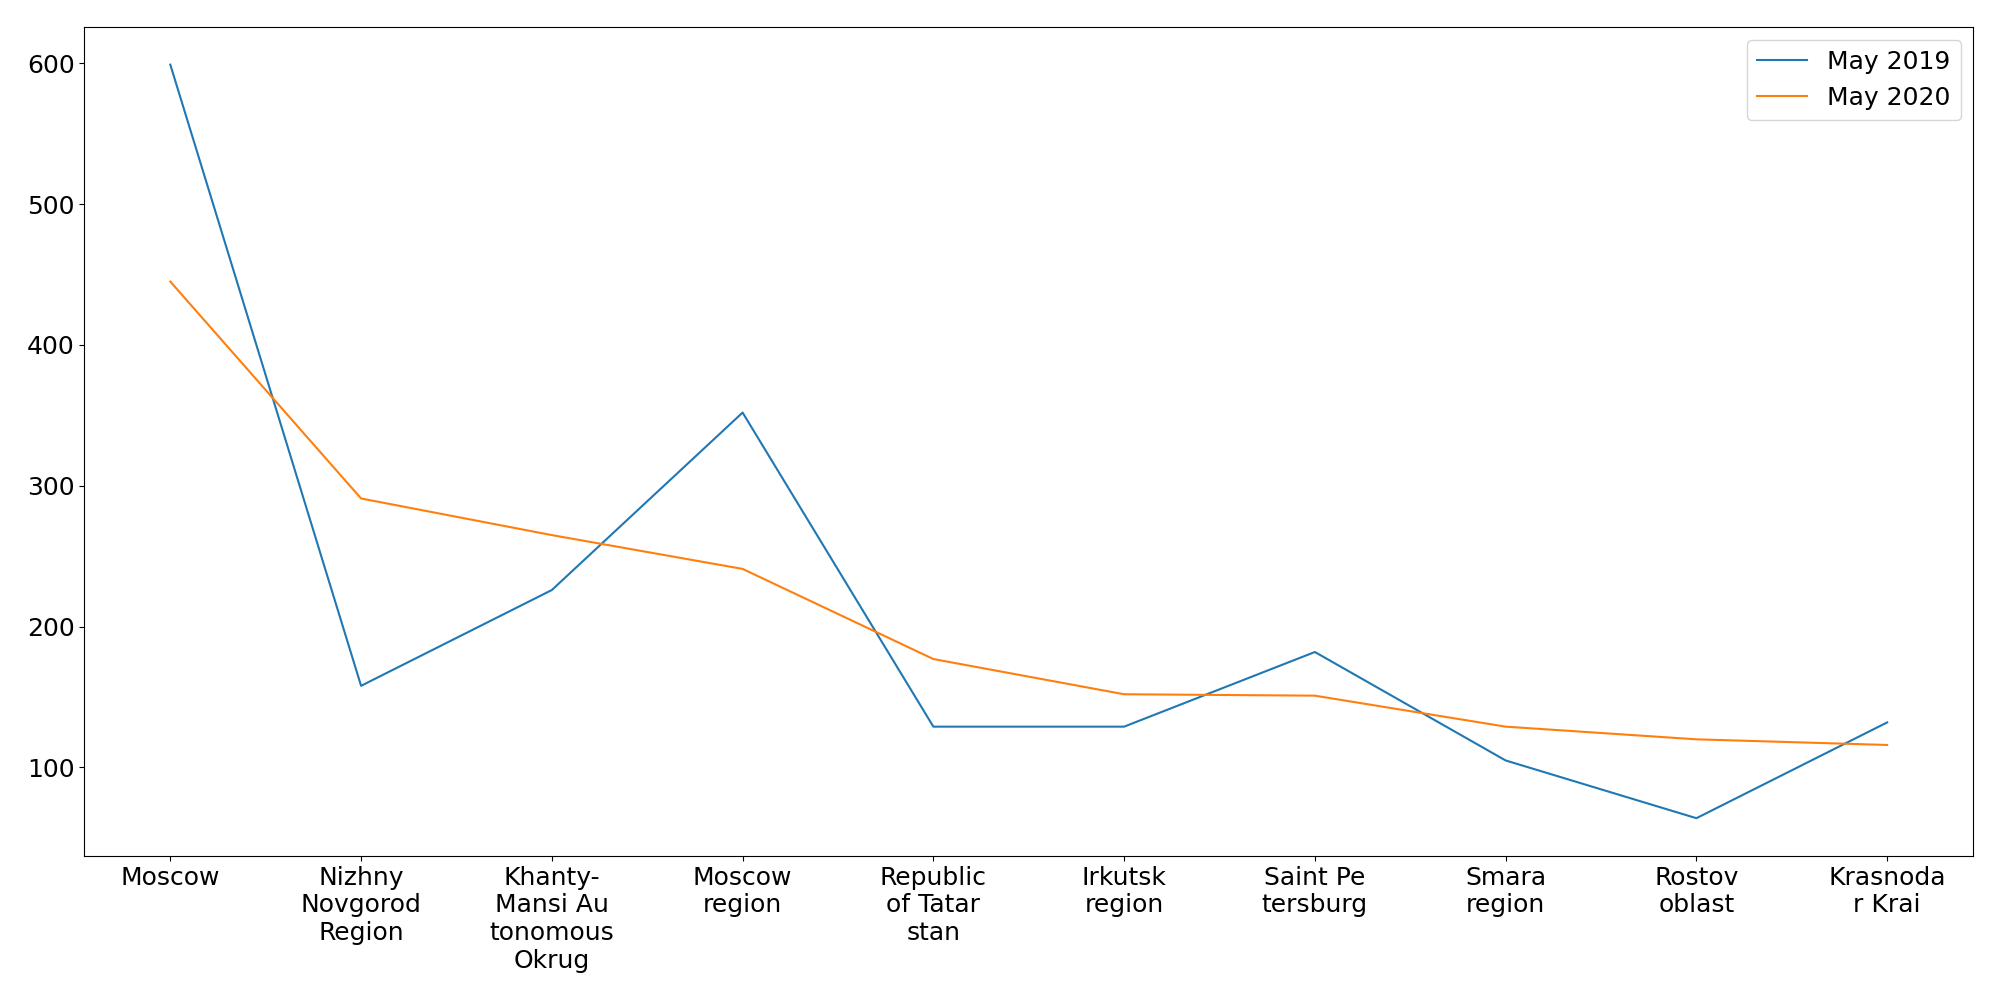 600
500
400
300
200
100
May 2019
May 2020
Moscow
Nizhny
Novgorod
Region
Khanty-
Mansi Au
tonomous
Okrug
Moscow
region
Republic
of Tatar
stan
Irkutsk
region
Saint Pe
tersburg
Smara
region
Rostov
oblast
Krasnoda
r Krai